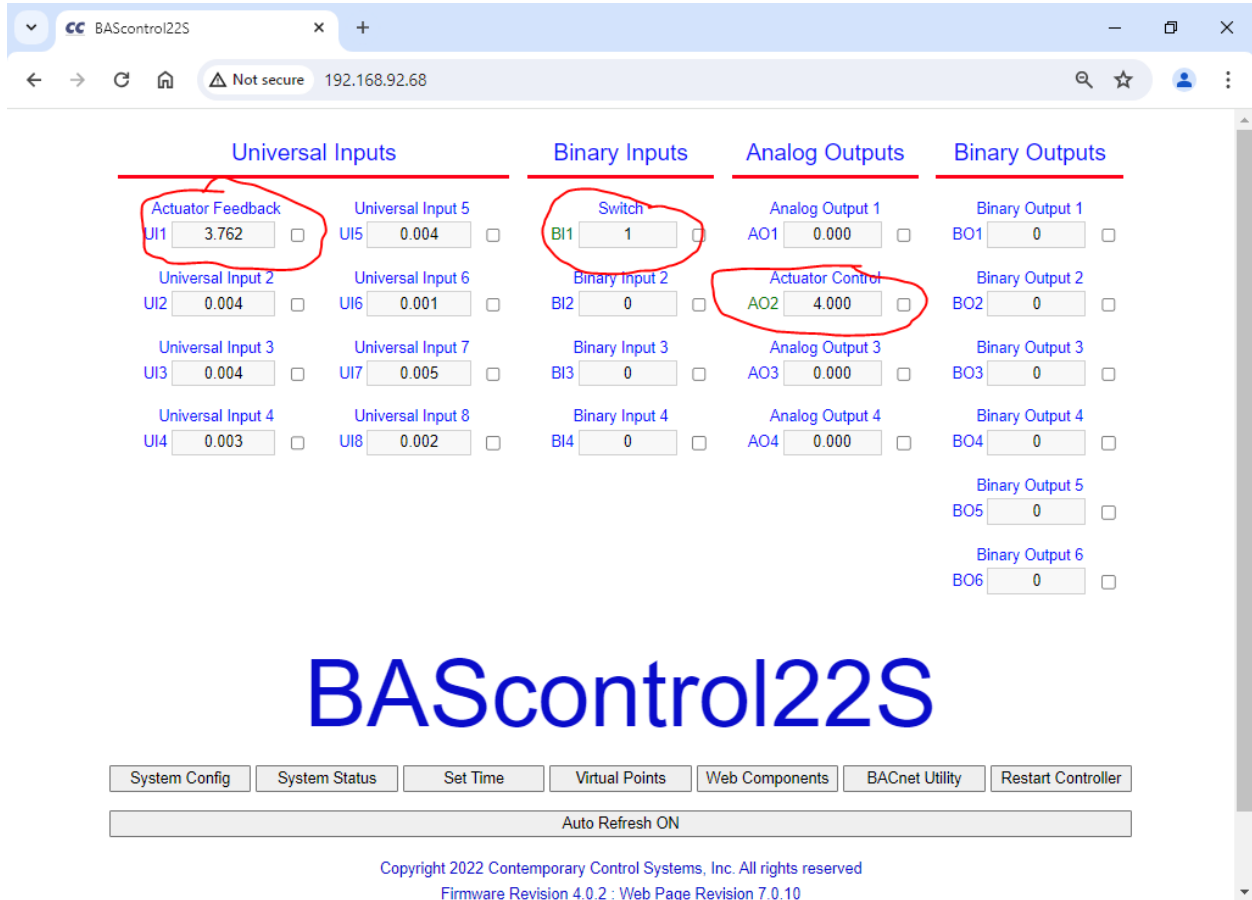 CC BAScontrol22S
Not secure 192.168.92.68
Universal Inputs Binary Inputs Analog Outputs Binary Outputs
Actuator Feedback Universal Input 5 Switch Analog Output 1 Binary Output 1
UI1 3.762 UI5 0.004 BI1 1 AO1 0.000 BO1 0
Universal Input 2 Universal Input 6 Binary Input 2 Actuator Control Binary Output 2
UI2 0.004 UI6 0.001 BI2 0 AO2 4.000 BO2 0
Universal Input 3 Universal Input 7 Binary Input 3 Analog Output 3 Binary Output 3
UI3 0.004 UI7 0.005 BI3 0 AO3 0.000 BO3 0
Universal Input 4 Universal Input 8 Binary Input 4 Analog Output 4 Binary Output 4
UI4 0.003 UI8 0.002 BI4 0 AO4 0.000 BO4 0
Binary Output 5
BO5 0
Binary Output 6
BO6 0
BAScontrol22S
System Config System Status Set Time Virtual Points Web Components BACnet Utility Restart Controller
Auto Refresh ON
Copyright 2022 Contemporary Control Systems, Inc. All rights reserved
Firmware Revision 4.0.2 : Web Page Revision 7.0.10